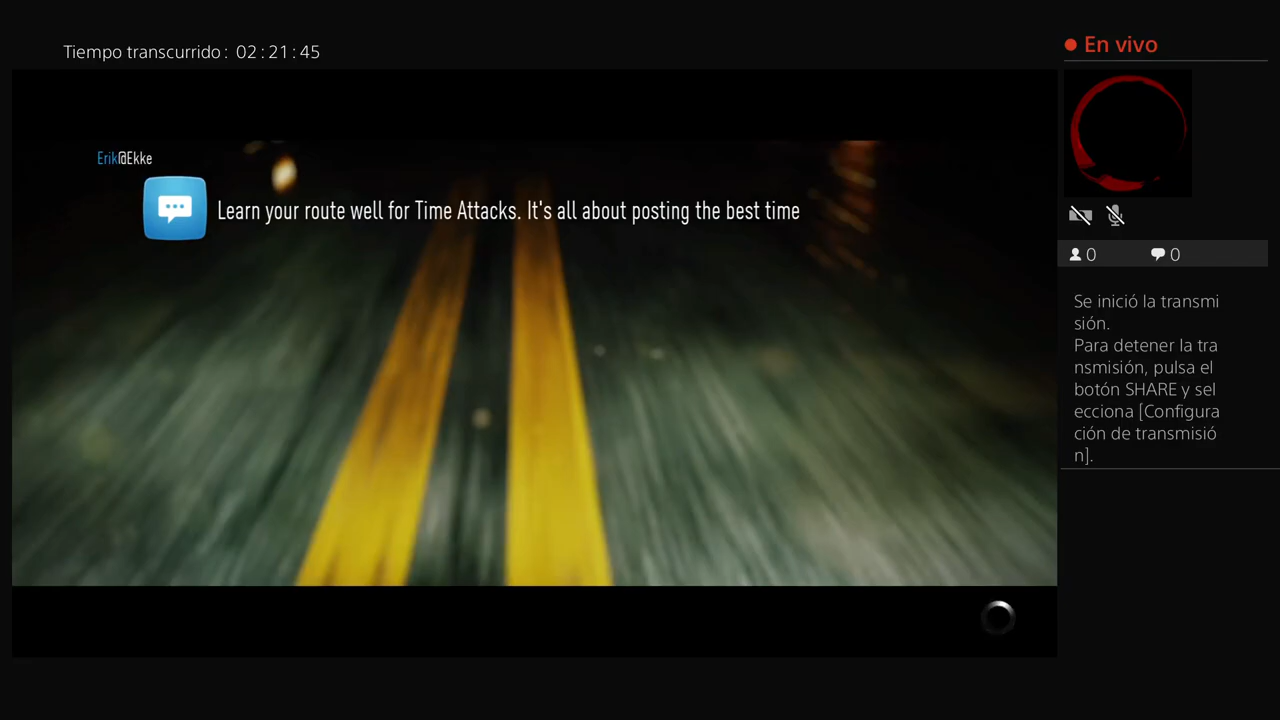 Tiempo transcurrido: 02:21:45
En vivo
Erik@Ekke
Learn your route well for Time Attacks. It's all about posting the best time
0 0
Se inició la transmi
sión.
Para detener la tra
nsmisión, pulsa el
botón SHARE y sel
ecciona [Configura
ción de transmisió
n].